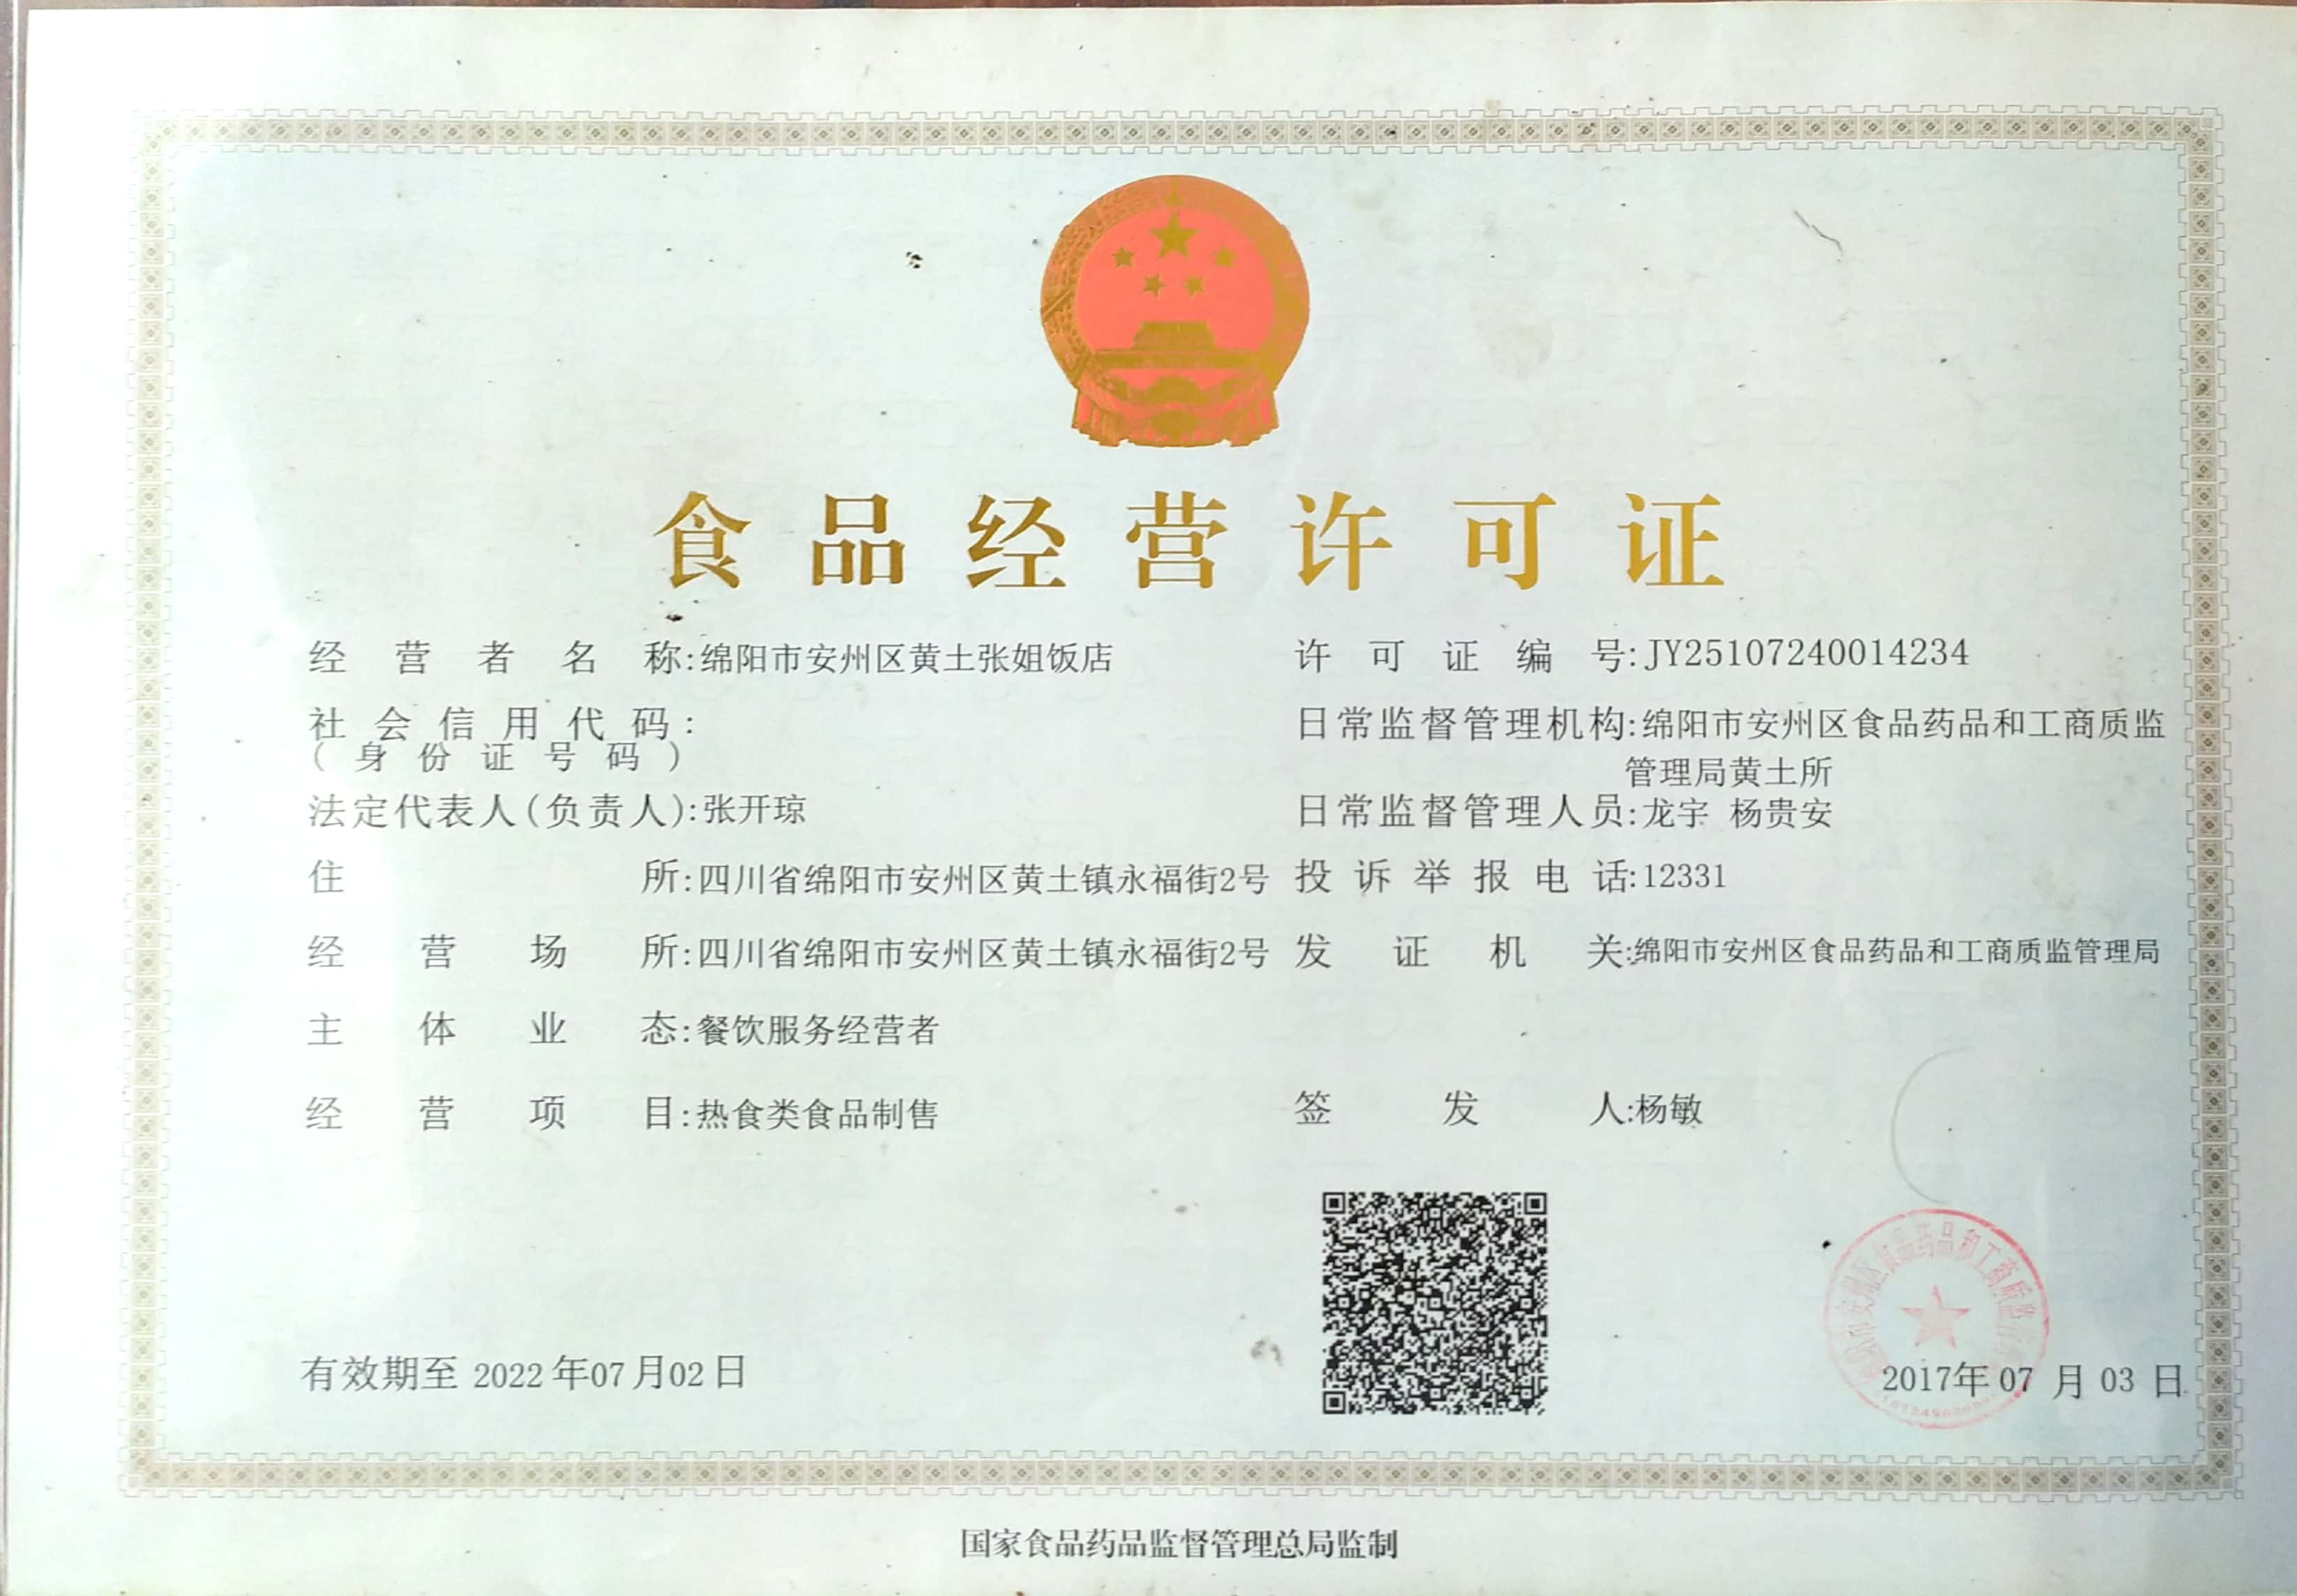 食品经营许可证
经营者名称:绵阳市安州区黄土张姐饭店
社会信用代码:
(身份证号码)
法定代表人(负责人):张开琼
住所:四川省绵阳市安州区黄土镇永福街2号
经营场所:四川省绵阳市安州区黄土镇永福街2号
主体业态:餐饮服务经营者
经营项目:热食类食品制售
许可证编号:JY25107240014234
日常监督管理机构:绵阳市安州区食品药品和工商质监
管理局黄土所
日常监督管理人员:龙宇 杨贵安
投诉举报电话:12331
发证机关:绵阳市安州区食品药品和工商质监管理局
签发人:杨敏
有效期至 2022年07月02日
2017年07月03日
国家食品药品监督管理总局监制